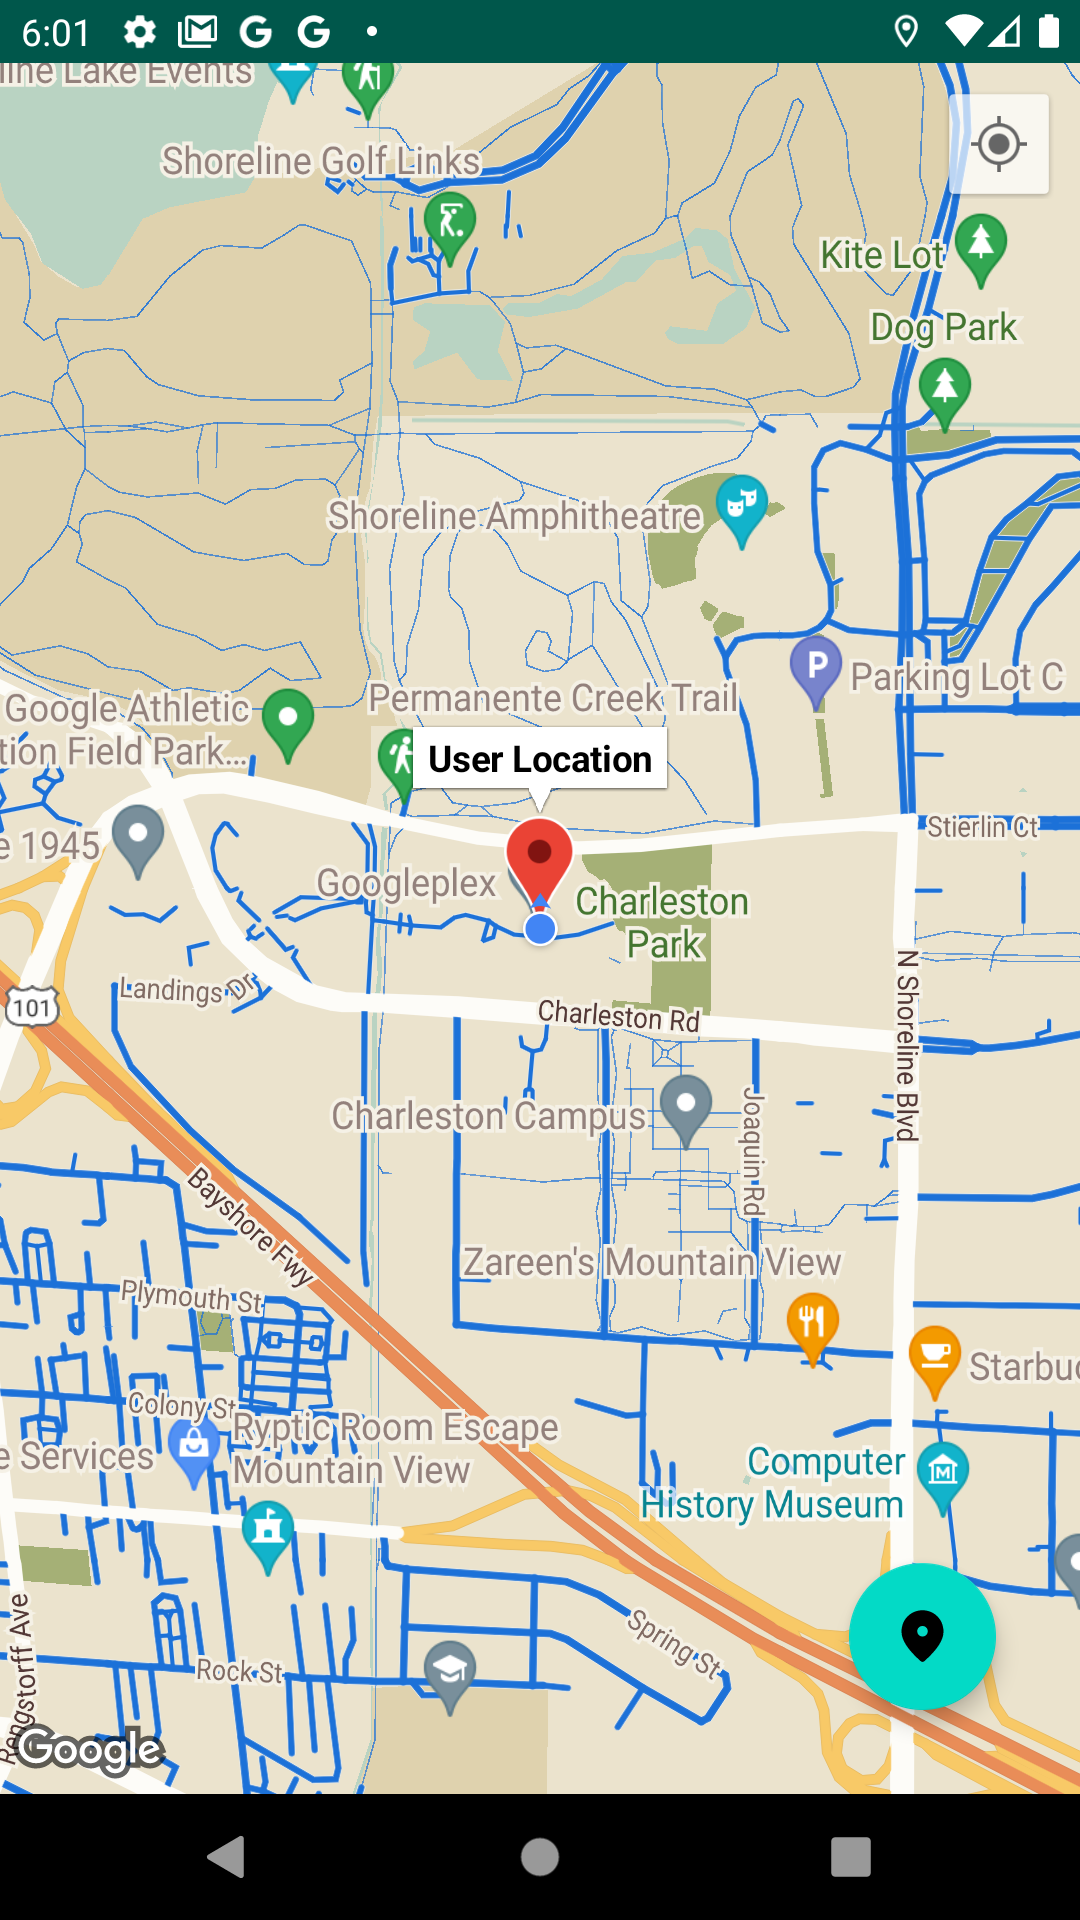 6:01
line Lake Events
Shoreline Golf Links
Kite Lot
Dog Park
Shoreline Amphitheatre
P
Parking Lot C
Permanente Creek Trail
Google Athletic
tion Field Park...
User Location
e 1945
Stierlin Ct
Googleplex
Charleston
Park
101
Landings Dr
Charleston Rd
N Shoreline Blvd
Charleston Campus
Joaquin Rd
Bayshore Fwy
Zareen's Mountain View
Plymouth St
Starbuc
Colony St
Ryptic Room Escape
Mountain View
e Services
Computer
History Museum
Rengstorff Ave
Spring St
Rock St
Google